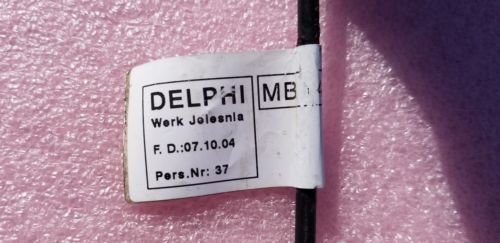 DELPHI MB
Werk Jelesnia
F. D.:07.10.04
Pers.Nr: 37